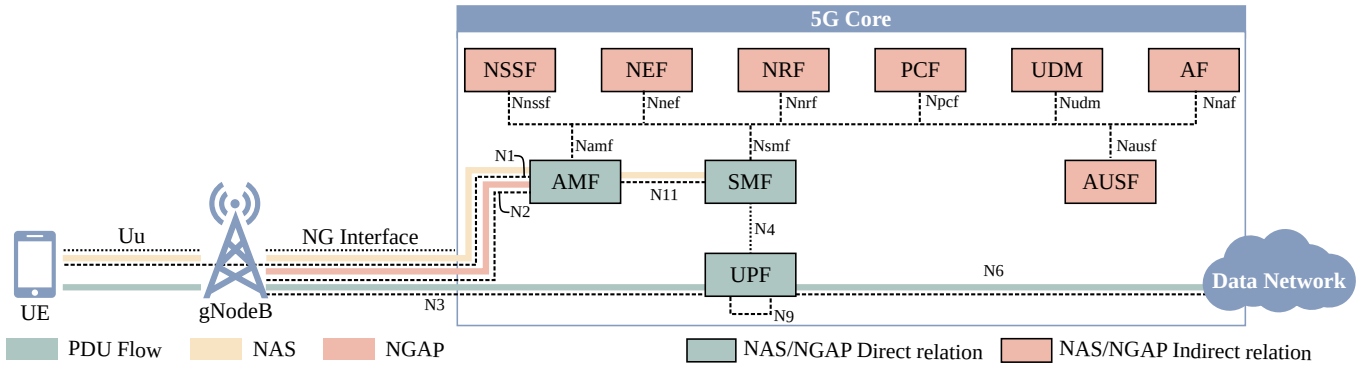 5G Core
NSSF NEF NRF PCF UDM AF
Nnssf Nnef Nnrf Npcf Nudm Nnaf
Namf Nsmf Nausf
N1
AMF SMF AUSF
N11
N2
Uu NG Interface N4
UPF N6
Data Network
N3 N9
UE gNodeB
PDU Flow NAS NGAP NAS/NGAP Direct relation NAS/NGAP Indirect relation